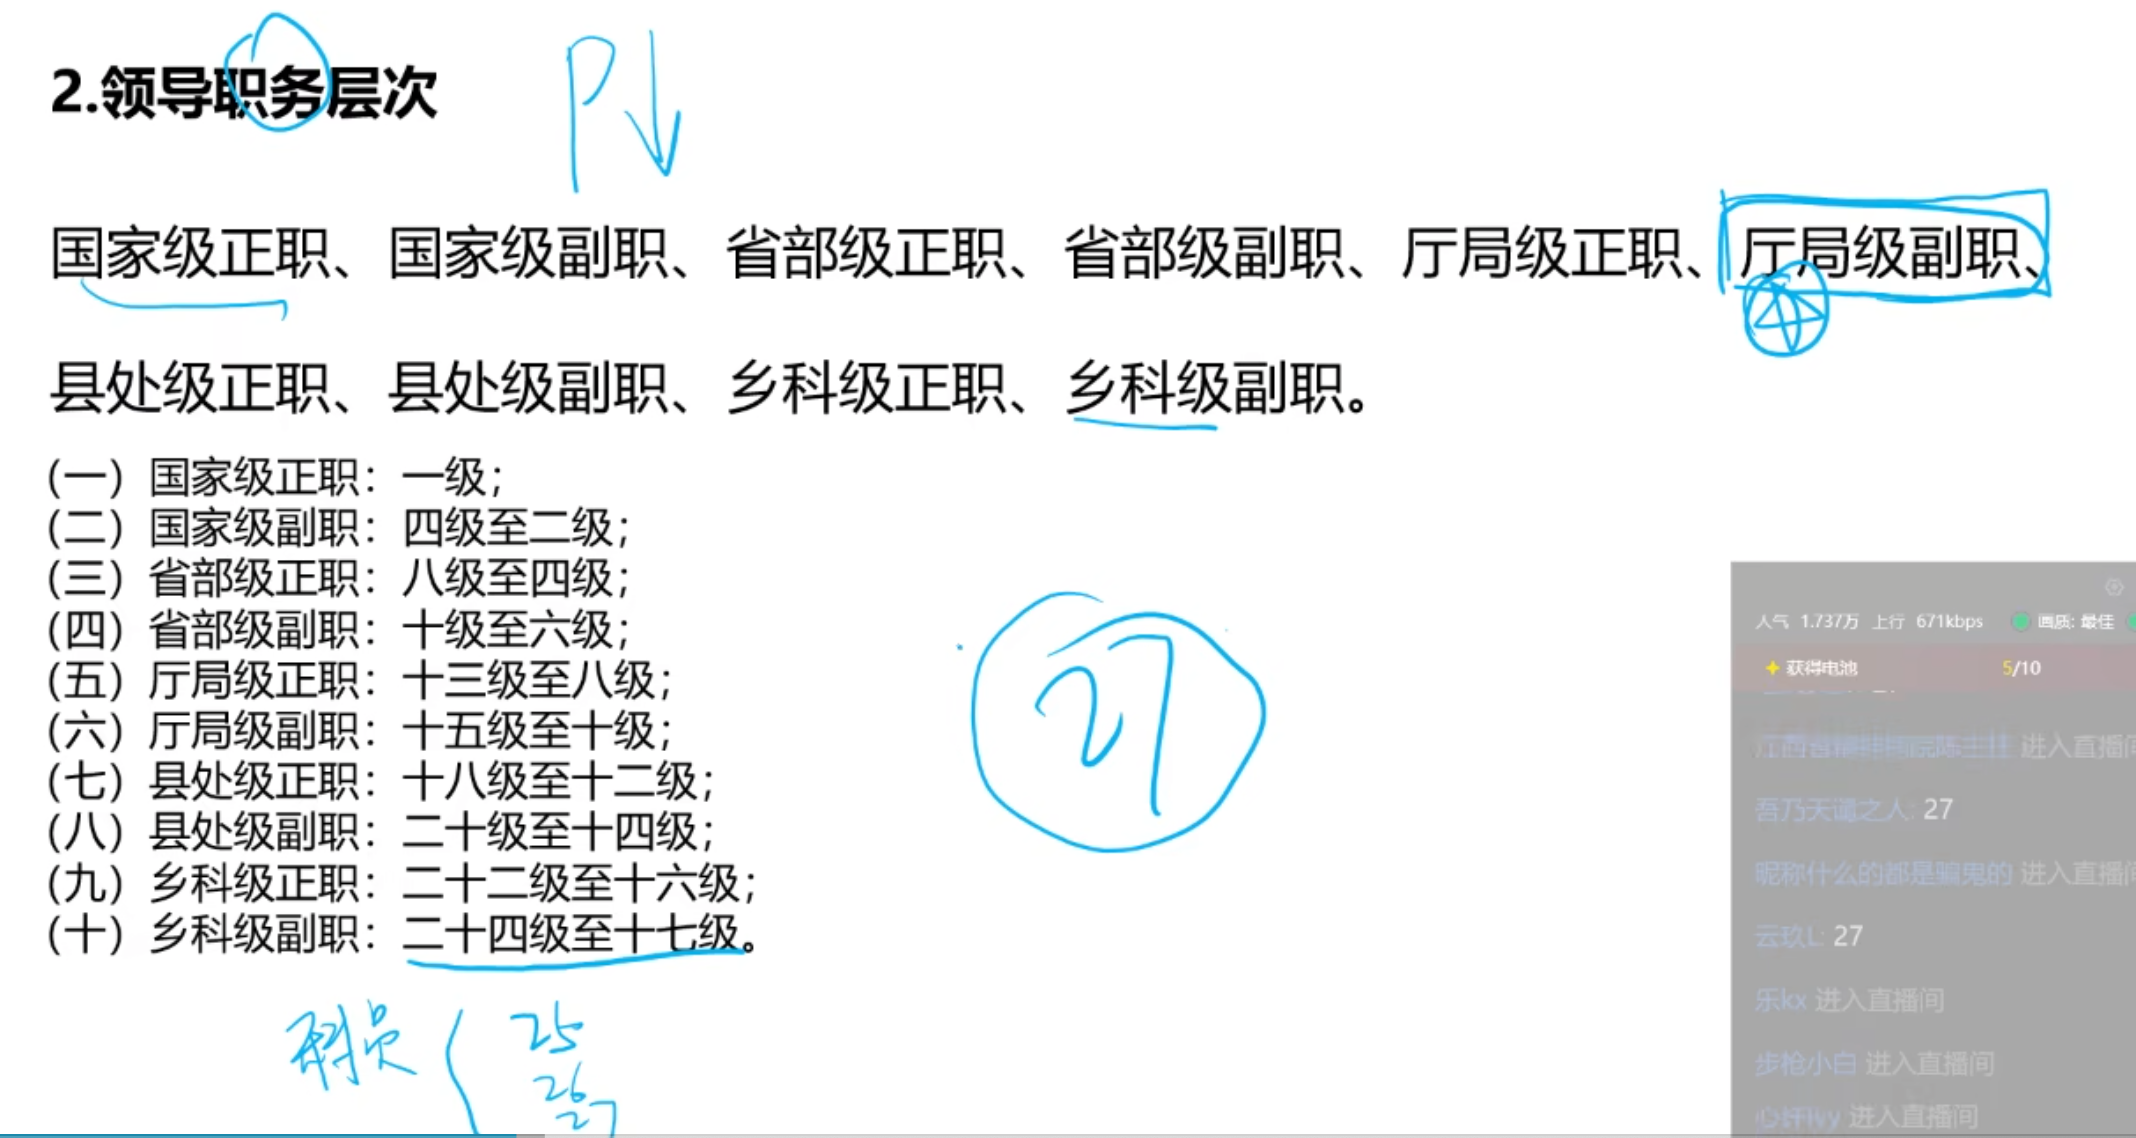 2.领导职务层次
P
国家级正职、国家级副职、省部级正职、省部级副职、厅局级正职、厅局级副职、
县处级正职、县处级副职、乡科级正职、乡科级副职。
（一）国家级正职：一级；
（二）国家级副职：四级至二级；
（三）省部级正职：八级至四级；
（四）省部级副职：十级至六级；
（五）厅局级正职：十三级至八级；
（六）厅局级副职：十五级至十级；
（七）县处级正职：十八级至十二级；
（八）县处级副职：二十级至十四级；
（九）乡科级正职：二十二级至十六级；
（十）乡科级副职：二十四级至十七级。
27
科员
25
26
27
人气 1.737万 上行 671kbps 画质: 最佳
获得电池 5/10
进入直播间
吾乃天谴之人: 27
昵称什么的都是骗鬼的 进入直播间
云玖L: 27
乐kx 进入直播间
步枪小白 进入直播间
进入直播间